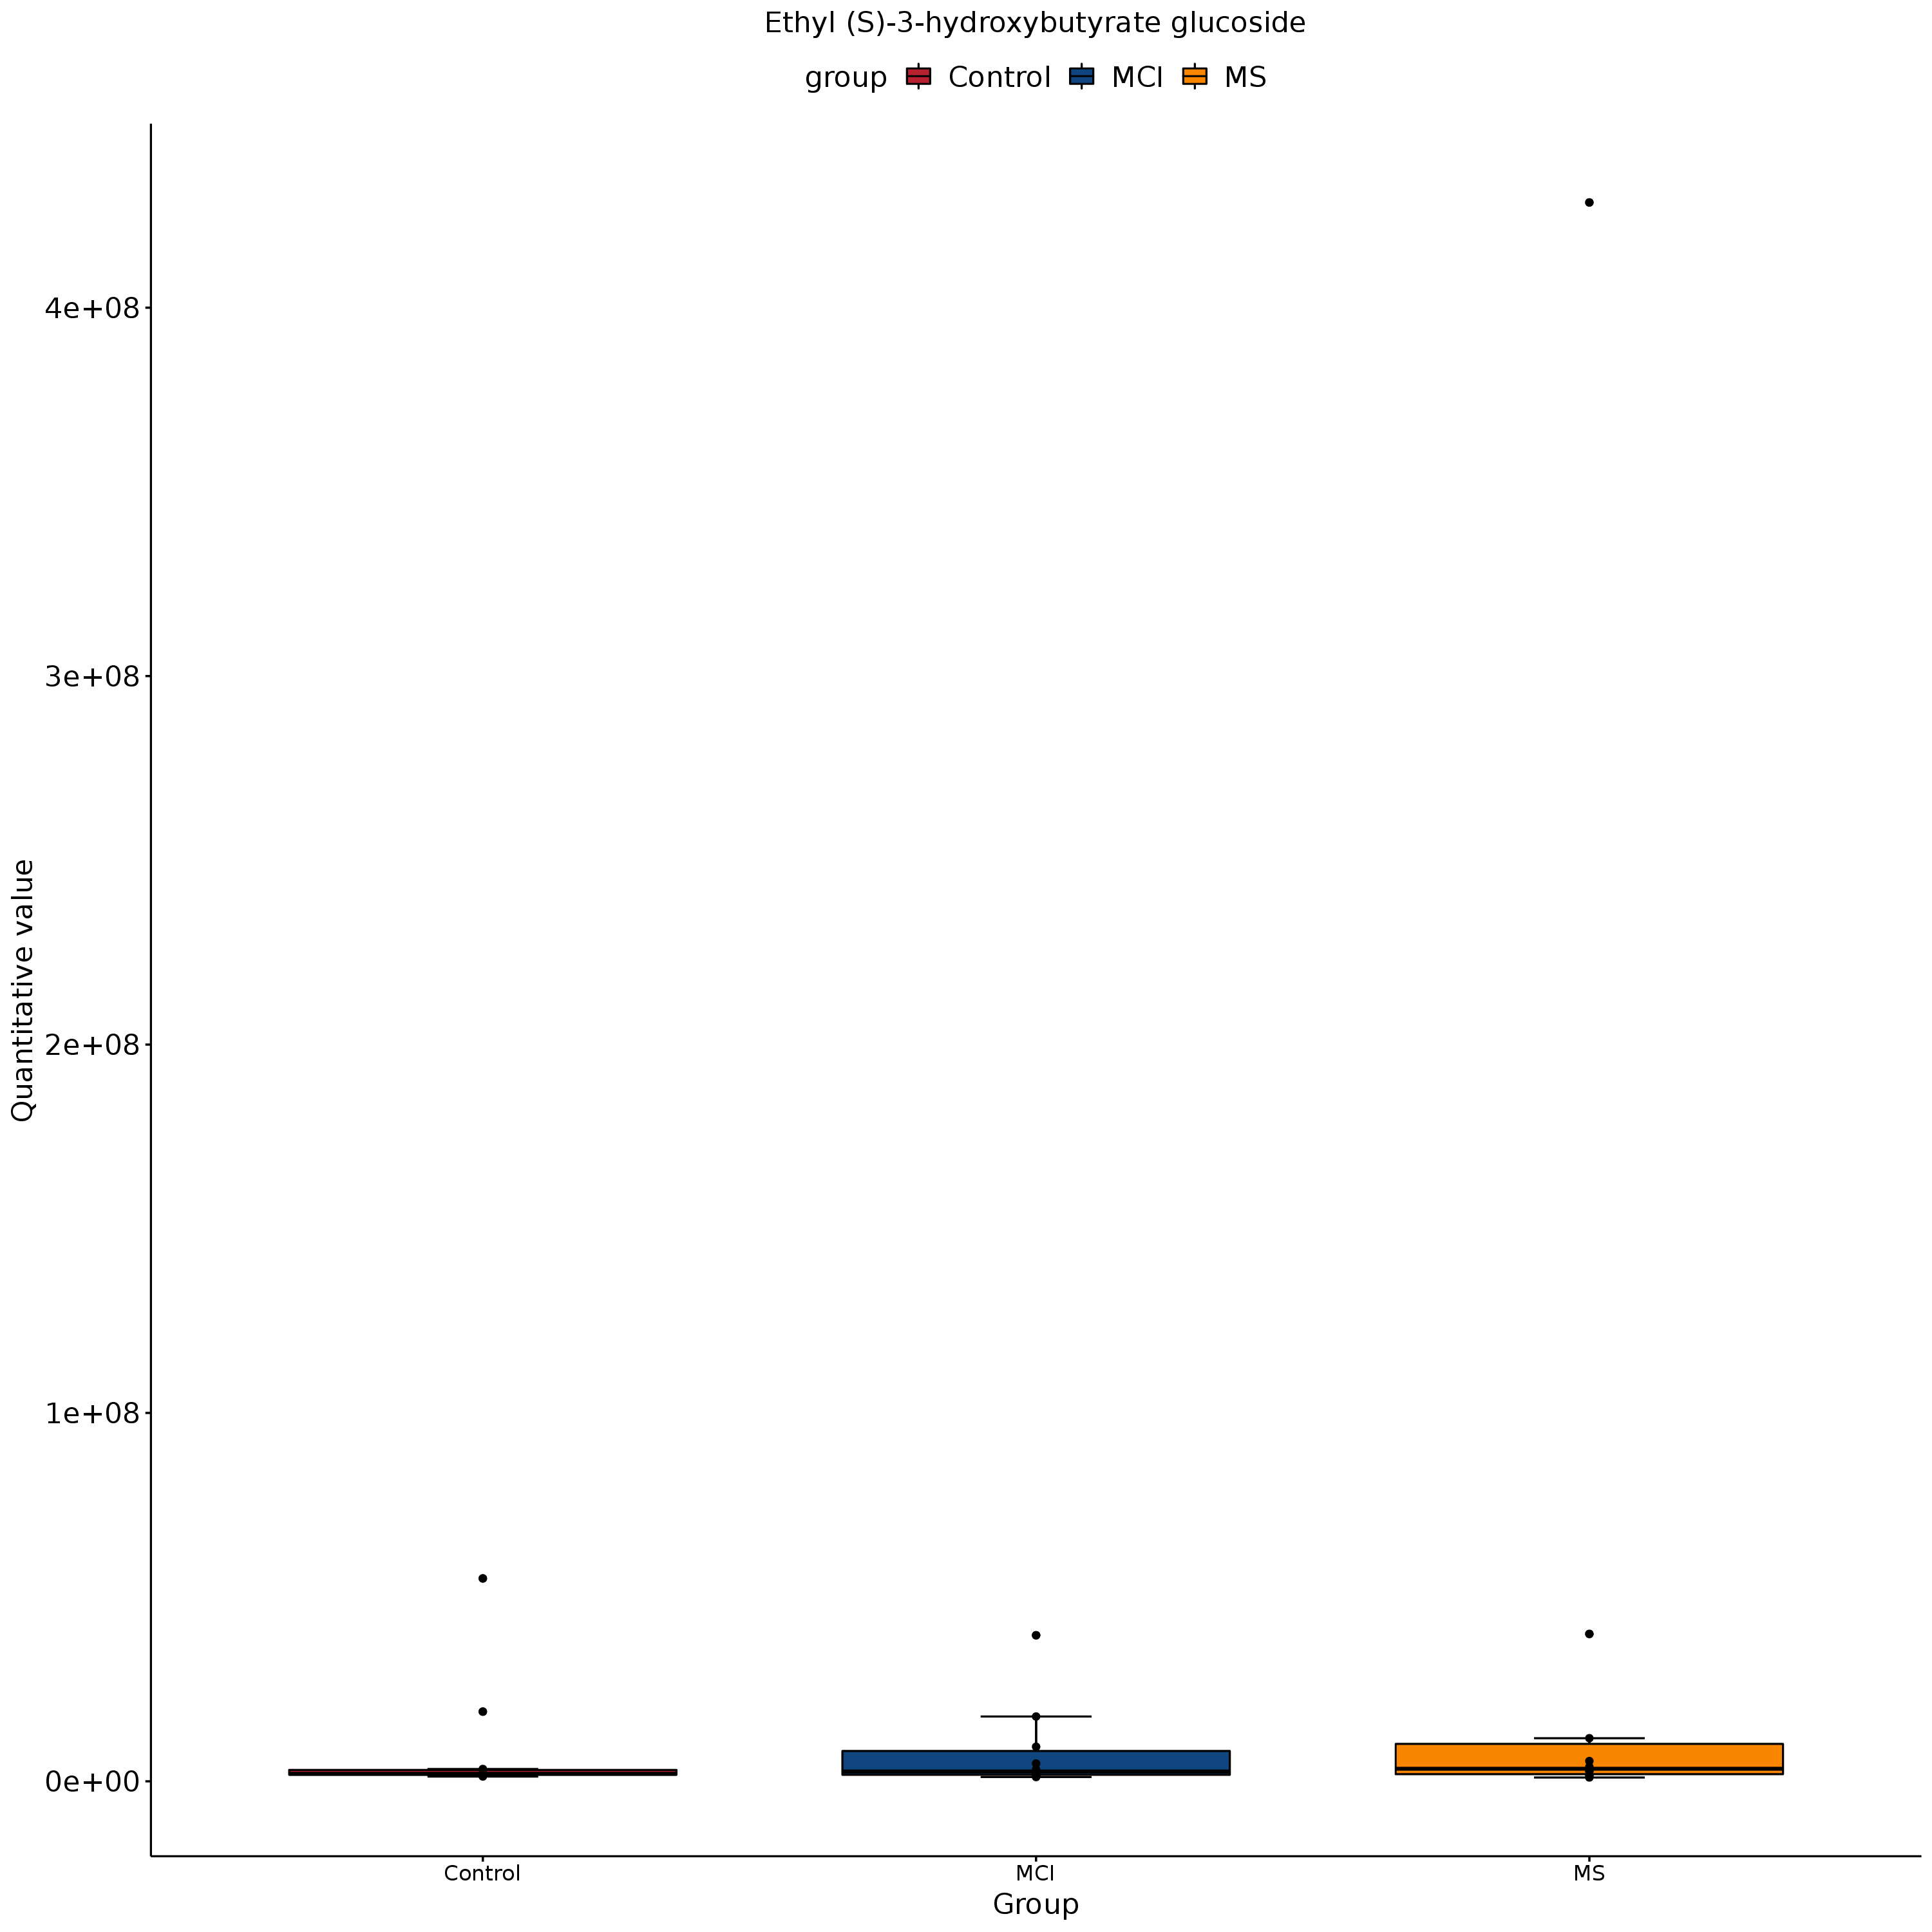 Ethyl (S)-3-hydroxybutyrate glucoside
group Control MCI MS
4e+08
3e+08
2e+08
1e+08
0e+00
Quantitative value
Control MCI MS
Group